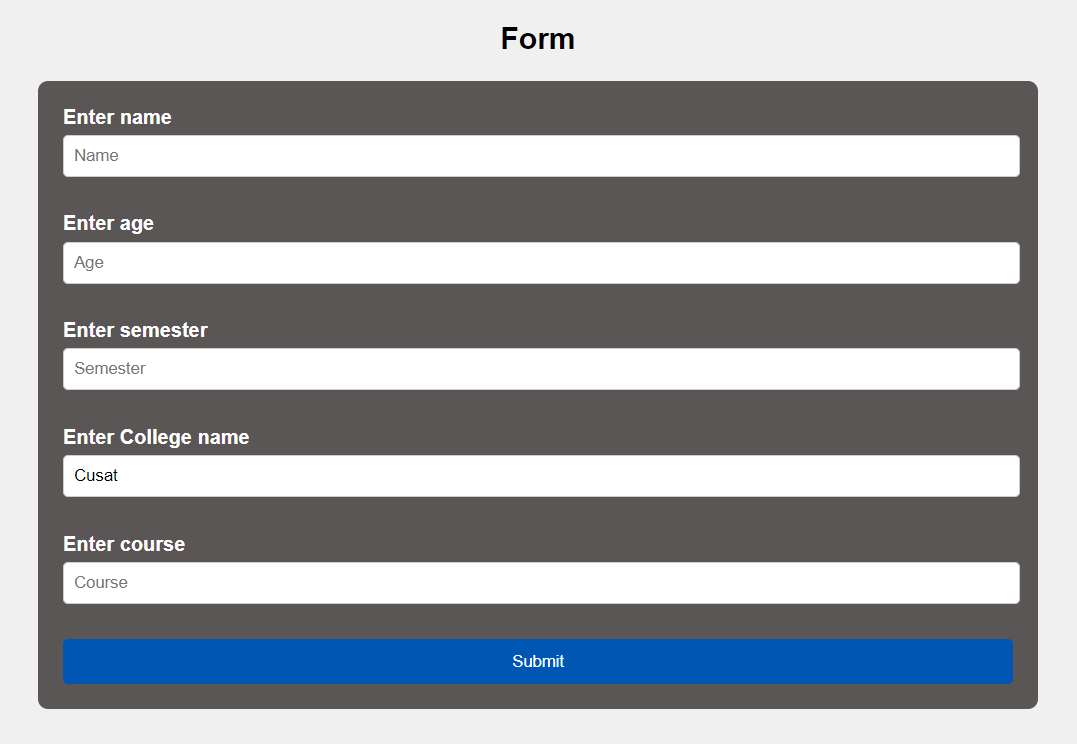 Form
Enter name
Name
Enter age
Age
Enter semester
Semester
Enter College name
Cusat
Enter course
Course
Submit